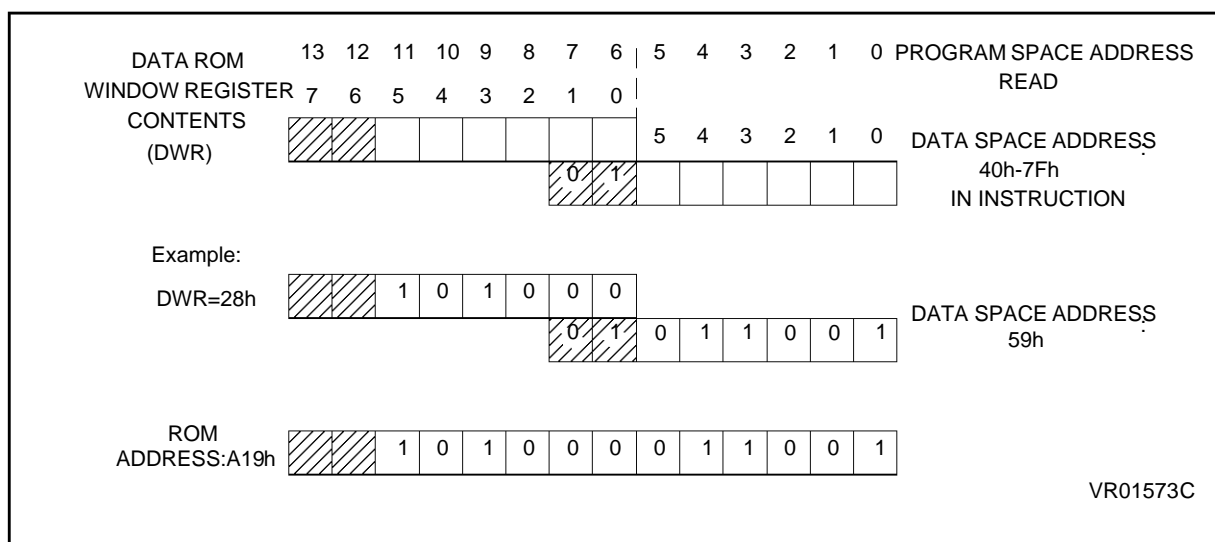 DATA ROM
WINDOW REGISTER
CONTENTS
(DWR)
13 12 11 10 9 8 7 6 5 4 3 2 1 0
PROGRAM SPACE ADDRESS
READ
7 6 5 4 3 2 1 0
5 4 3 2 1 0
DATA SPACE ADDRESS
:
40h-7Fh
IN INSTRUCTION
0 1
Example:
DWR=28h
1 0 1 0 0 0
0 1 0 1 1 0 0 1
DATA SPACE ADDRESS
:
59h
ROM
ADDRESS:A19h
1 0 1 0 0 0 0 1 1 0 0 1
VR01573C